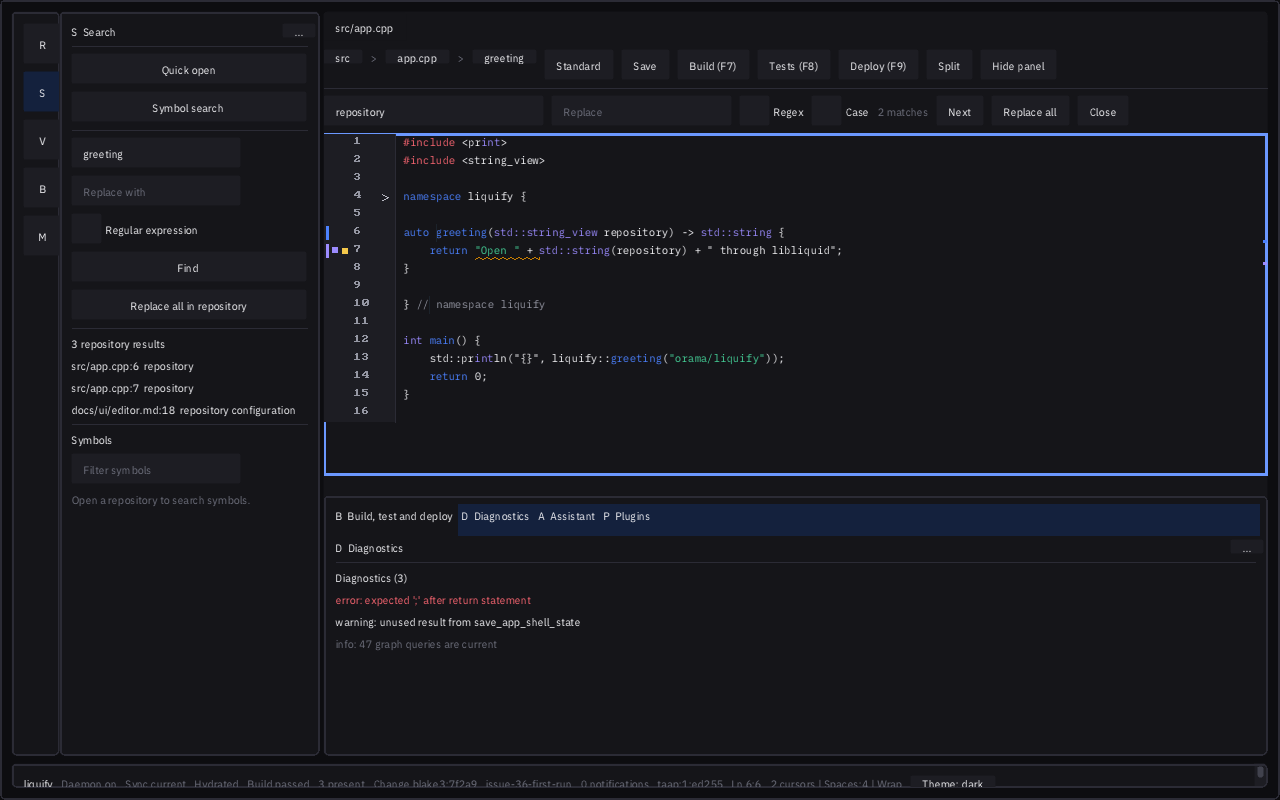 R
S
V
B
M
S Search
...
Quick open
Symbol search
greeting
Replace with
Regular expression
Find
Replace all in repository
3 repository results
src/app.cpp:6 repository
src/app.cpp:7 repository
docs/ui/editor.md:18 repository configuration
Symbols
Filter symbols
Open a repository to search symbols.
src/app.cpp
src > app.cpp > greeting Standard Save Build (F7) Tests (F8) Deploy (F9) Split Hide panel
repository Replace Regex Case 2 matches Next Replace all Close
1 #include <print>
2 #include <string_view>
3
4 > namespace liquify {
5
6 auto greeting(std::string_view repository) -> std::string {
7 return "Open " + std::string(repository) + " through libliquid";
8 }
9
10 } // namespace liquify
11
12 int main() {
13 std::println("{}", liquify::greeting("orama/liquify"));
14 return 0;
15 }
16
B Build, test and deploy D Diagnostics A Assistant P Plugins
D Diagnostics ...
Diagnostics (3)
error: expected ';' after return statement
warning: unused result from save_app_shell_state
info: 47 graph queries are current
liquify Daemon on Sync current Hydrated Build passed 3 present Change blake3:7f2a9 issue-36-first-run 0 notifications taap:1:ed255 Ln 6:6 2 cursors | Spaces:4 | Wrap Theme: dark